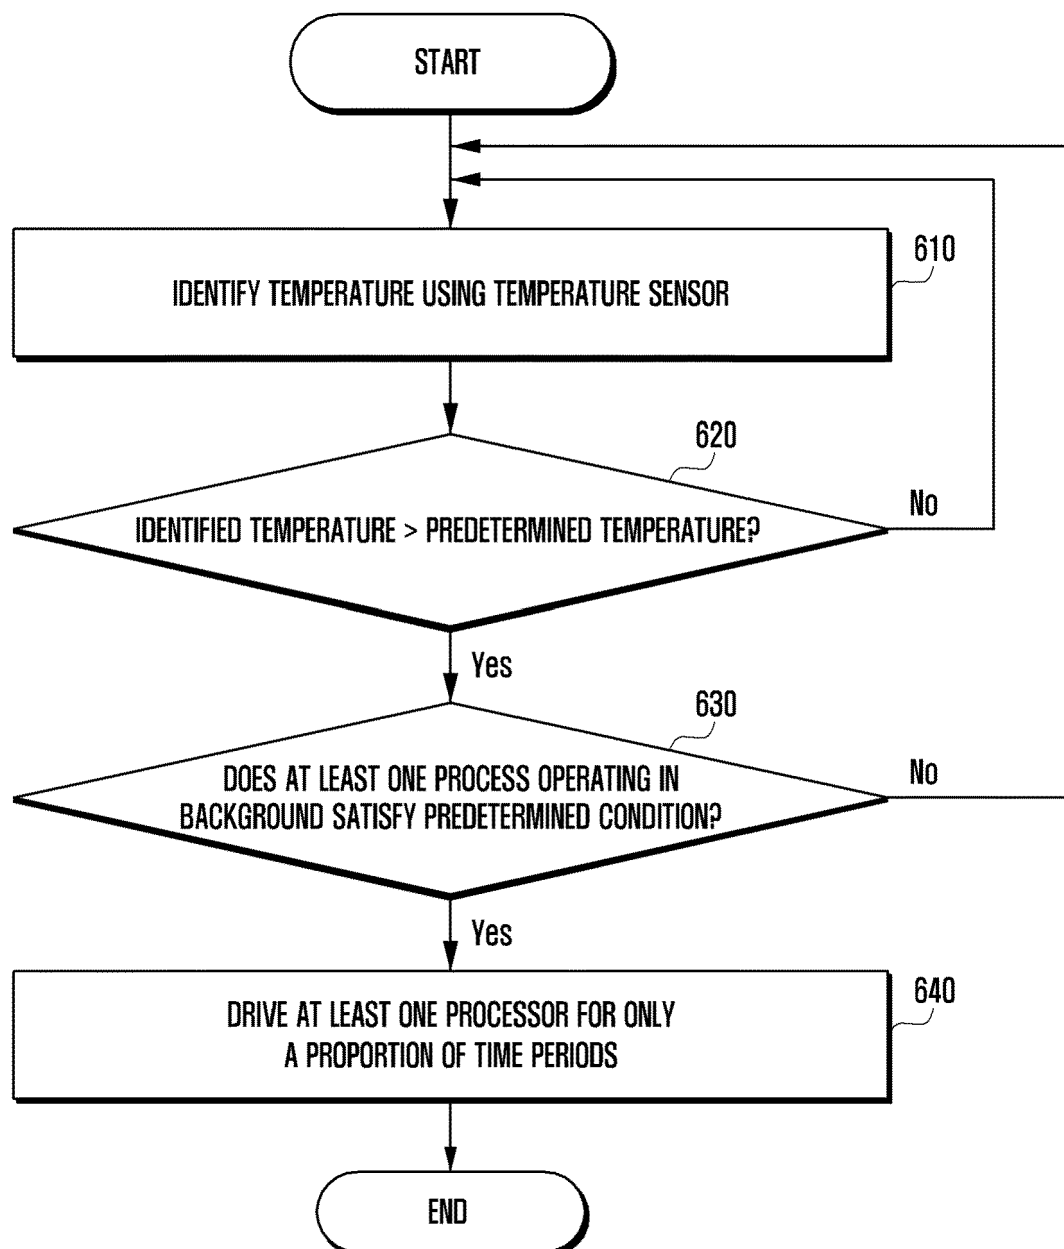 START
610
IDENTIFY TEMPERATURE USING TEMPERATURE SENSOR
620
No
IDENTIFIED TEMPERATURE > PREDETERMINED TEMPERATURE?
Yes
630
No
DOES AT LEAST ONE PROCESS OPERATING IN
BACKGROUND SATISFY PREDETERMINED CONDITION?
Yes
640
DRIVE AT LEAST ONE PROCESSOR FOR ONLY
A PROPORTION OF TIME PERIODS
END